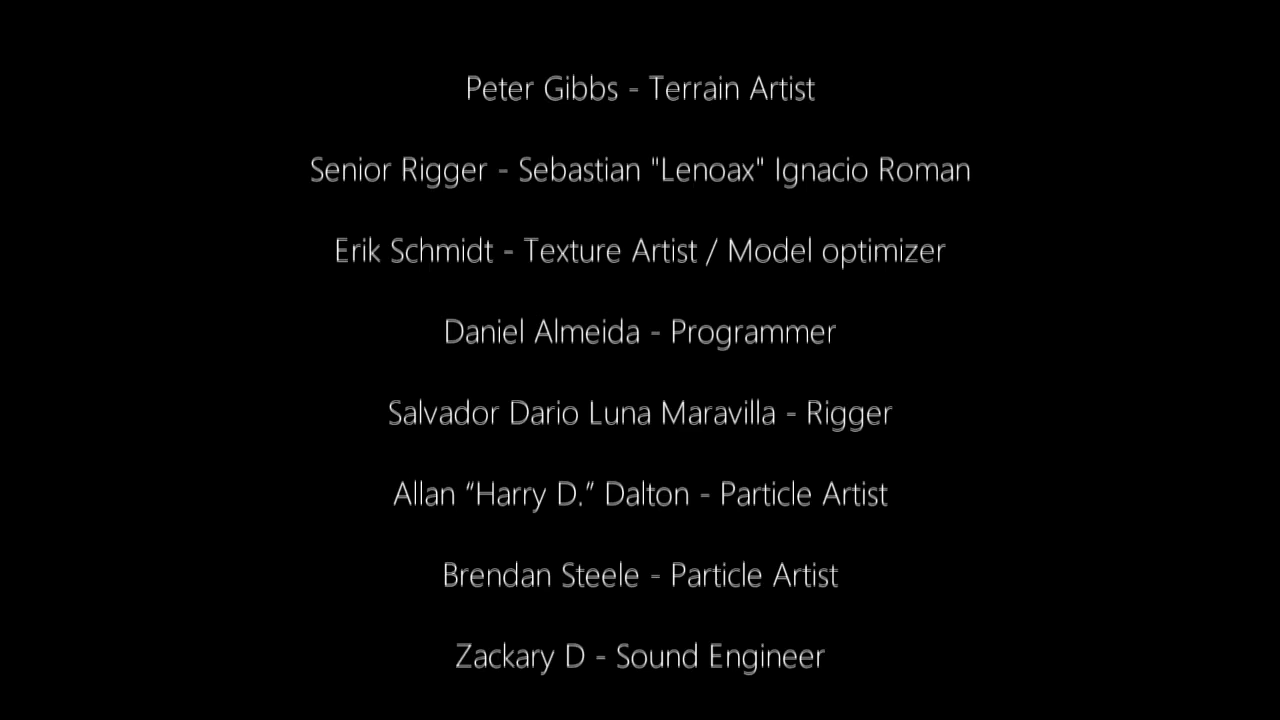 Peter Gibbs - Terrain Artist
Senior Rigger - Sebastian "Lenoax" Ignacio Roman
Erik Schmidt - Texture Artist / Model optimizer
Daniel Almeida - Programmer
Salvador Dario Luna Maravilla - Rigger
Allan “Harry D.” Dalton - Particle Artist
Brendan Steele - Particle Artist
Zackary D - Sound Engineer